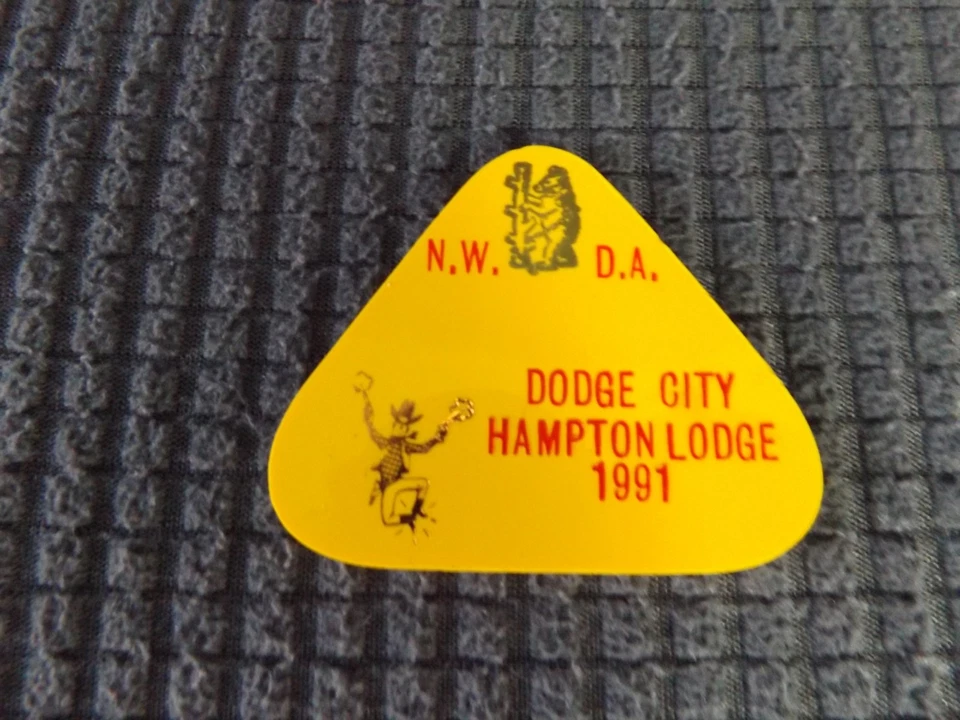 N.W. D.A.
DODGE CITY
HAMPTON LODGE
1991